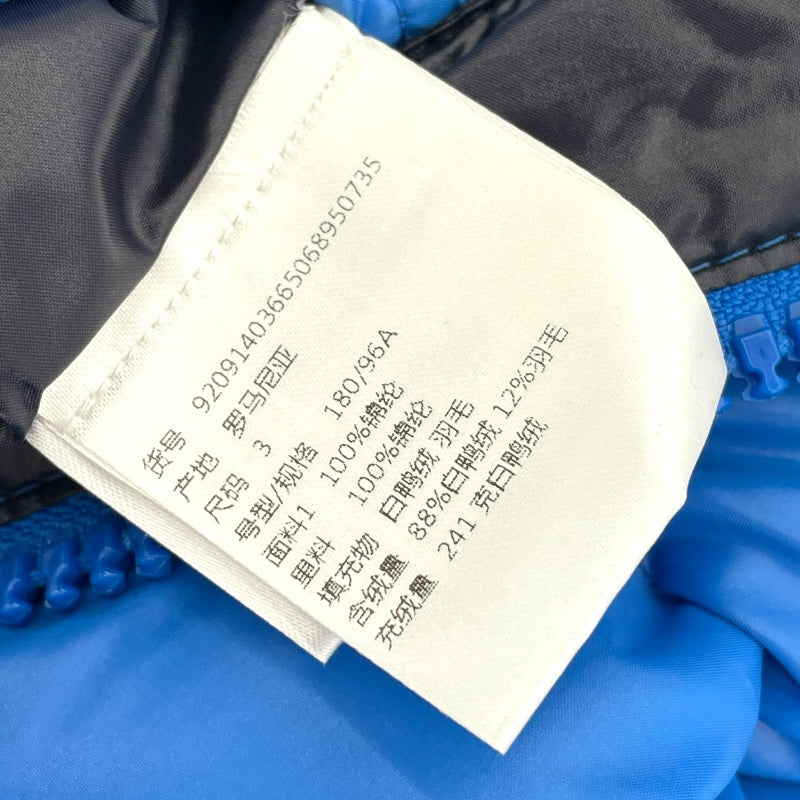 货号 92091403665068950735
产地 罗马尼亚
尺码 3
号型/规格 180/96A
面料1 100%锦纶
里料 100%锦纶
填充物 白鸭绒 羽毛
含绒量 88%白鸭绒 12%羽毛
充绒量 241 克白鸭绒